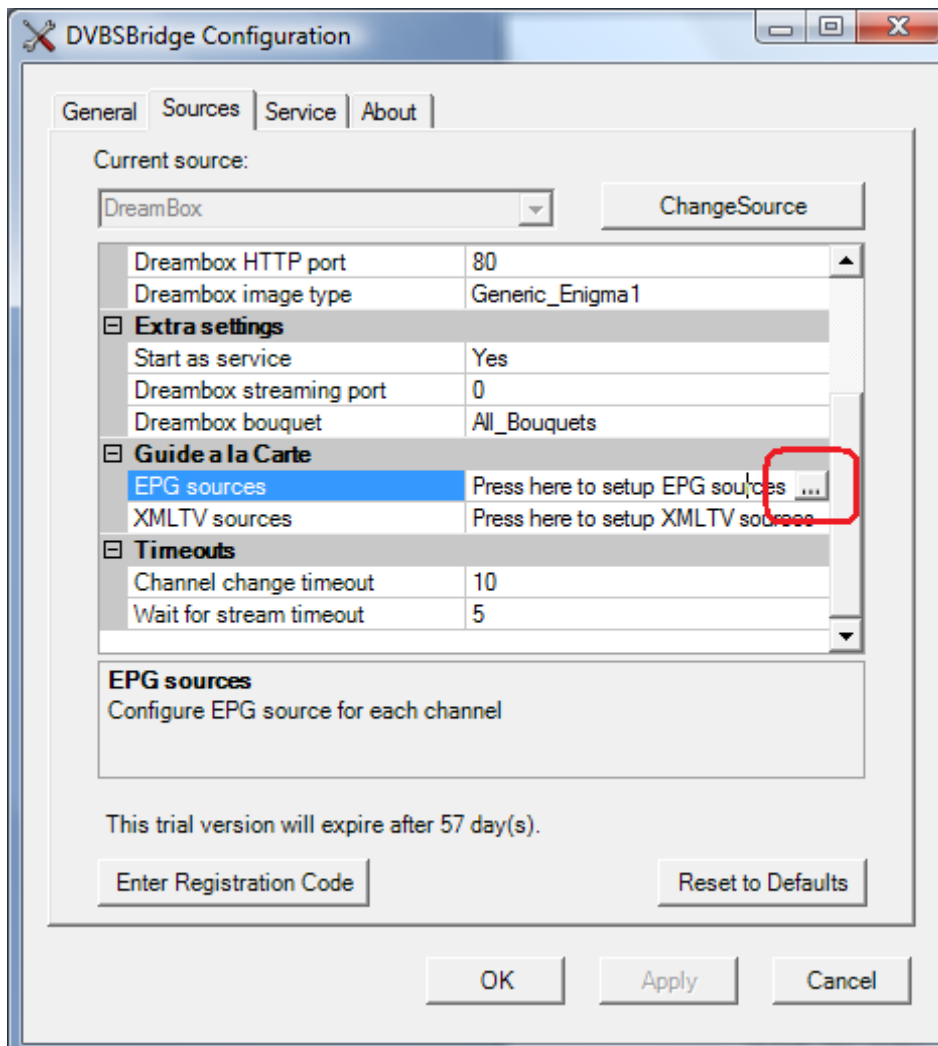 DVBSBridge Configuration
General Sources Service About
Current source:
DreamBox ChangeSource
Dreambox HTTP port 80
Dreambox image type Generic_Enigma1
Extra settings
Start as service Yes
Dreambox streaming port 0
Dreambox bouquet All_Bouquets
Guide a la Carte
EPG sources Press here to setup EPG sources ...
XMLTV sources Press here to setup XMLTV sources
Timeouts
Channel change timeout 10
Wait for stream timeout 5
EPG sources
Configure EPG source for each channel
This trial version will expire after 57 day(s).
Enter Registration Code Reset to Defaults
OK Apply Cancel